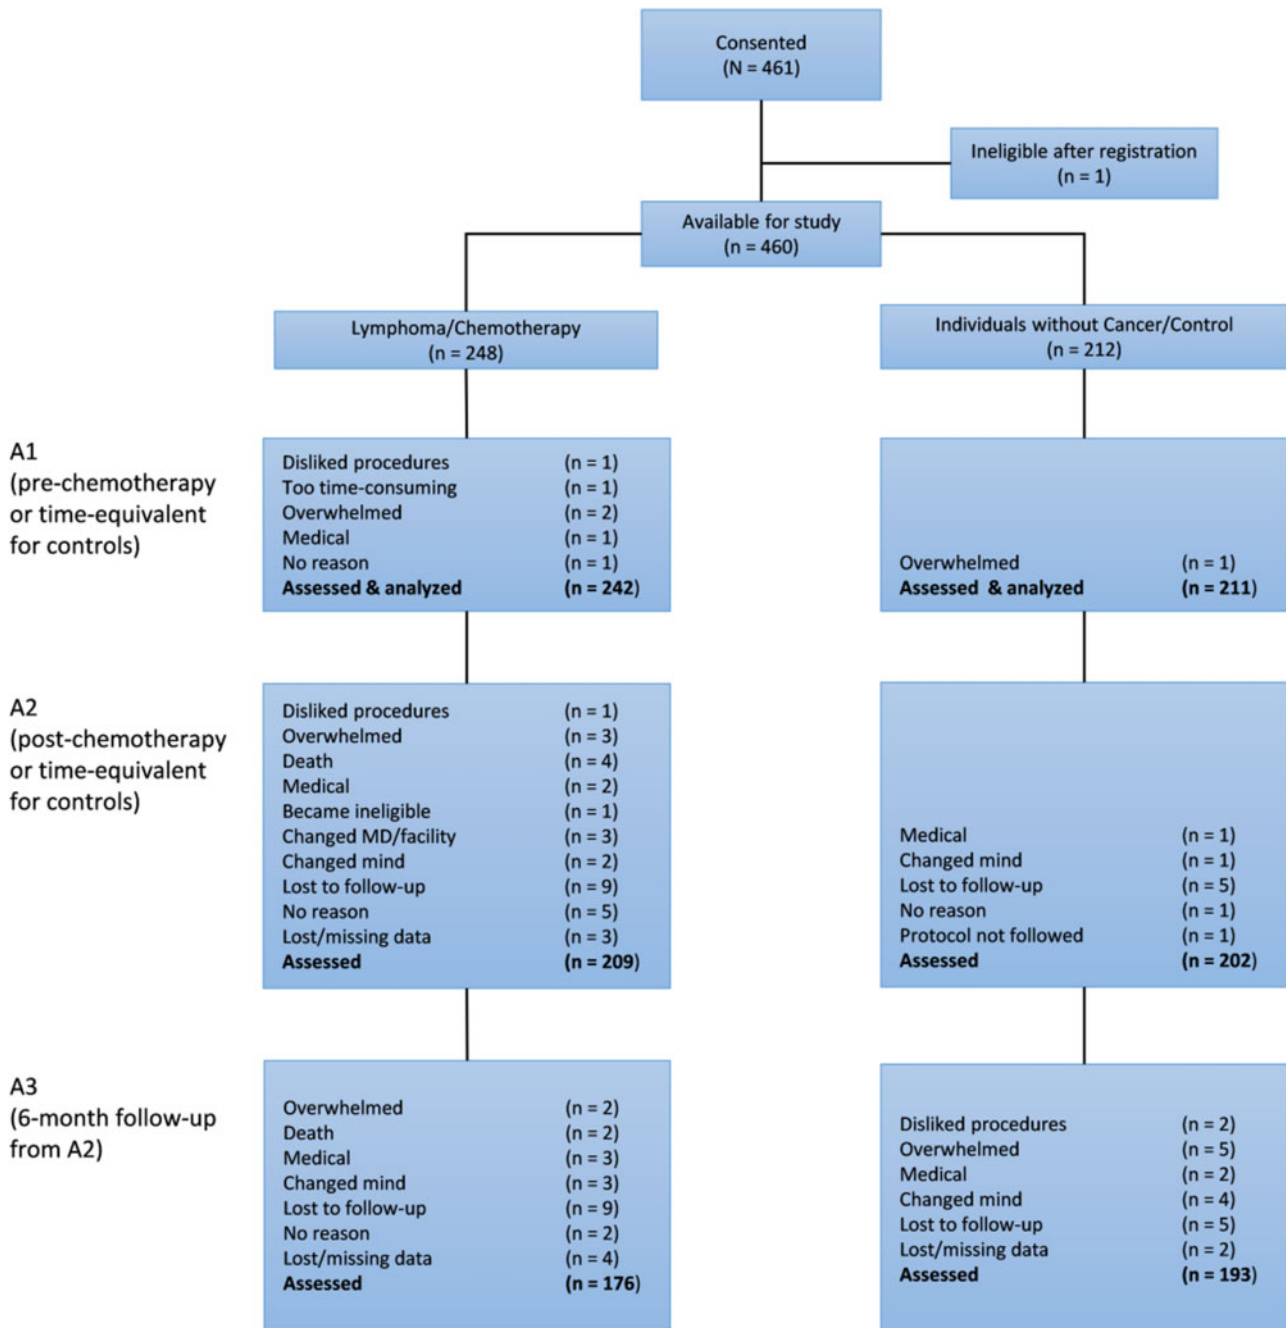 Consented
(N = 461)
Ineligible after registration
(n = 1)
Available for study
(n = 460)
Lymphoma/Chemotherapy
(n = 248)
Individuals without Cancer/Control
(n = 212)
A1
(pre-chemotherapy
or time-equivalent
for controls)
Disliked procedures (n = 1)
Too time-consuming (n = 1)
Overwhelmed (n = 2)
Medical (n = 1)
No reason (n = 1)
Assessed & analyzed (n = 242)
Overwhelmed (n = 1)
Assessed & analyzed (n = 211)
A2
(post-chemotherapy
or time-equivalent
for controls)
Disliked procedures (n = 1)
Overwhelmed (n = 3)
Death (n = 4)
Medical (n = 2)
Became ineligible (n = 1)
Changed MD/facility (n = 3)
Changed mind (n = 2)
Lost to follow-up (n = 9)
No reason (n = 5)
Lost/missing data (n = 3)
Assessed (n = 209)
Medical (n = 1)
Changed mind (n = 1)
Lost to follow-up (n = 5)
No reason (n = 1)
Protocol not followed (n = 1)
Assessed (n = 202)
A3
(6-month follow-up
from A2)
Overwhelmed (n = 2)
Death (n = 2)
Medical (n = 3)
Changed mind (n = 3)
Lost to follow-up (n = 9)
No reason (n = 2)
Lost/missing data (n = 4)
Assessed (n = 176)
Disliked procedures (n = 2)
Overwhelmed (n = 5)
Medical (n = 2)
Changed mind (n = 4)
Lost to follow-up (n = 5)
Lost/missing data (n = 2)
Assessed (n = 193)